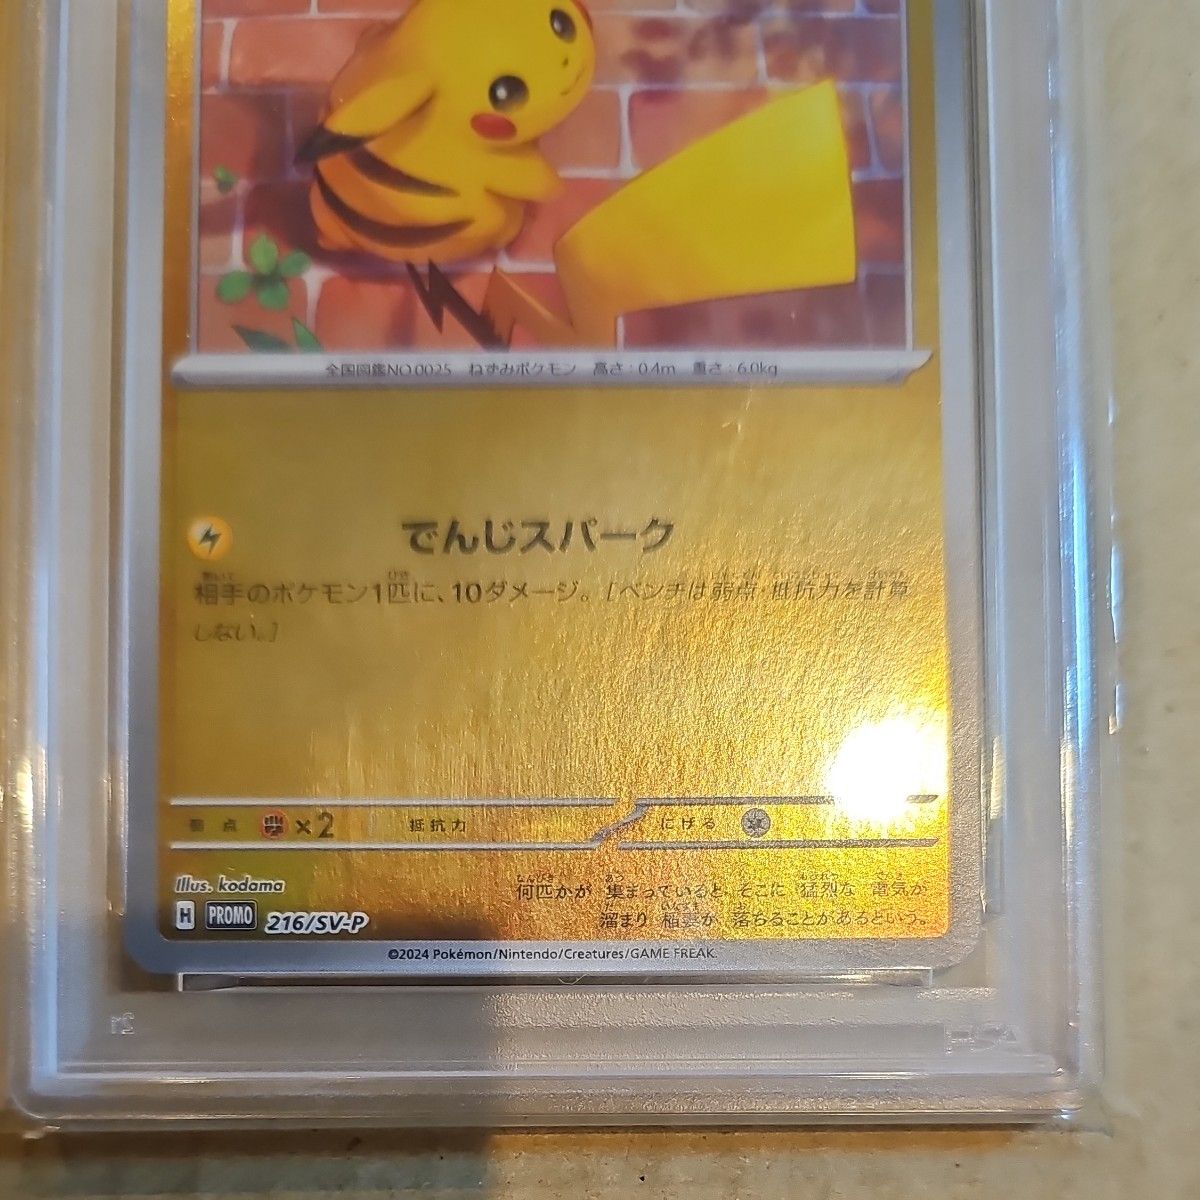 全国図鑑NO.0025 ねずみポケモン 高さ:0.4m 重さ:6.0kg
でんじスパーク
相手のポケモン1匹に、10ダメージ。[ベンチは弱点・抵抗力を計算
しない。]
弱点 ×2 抵抗力 にげる
Illus. kodama
何匹かが 集まっていると そこに 猛烈な 電気が
溜まり 稲妻が 落ちることがあるという。
H PROMO 216/SV-P
©2024 Pokémon/Nintendo/Creatures/GAME FREAK.
PSA